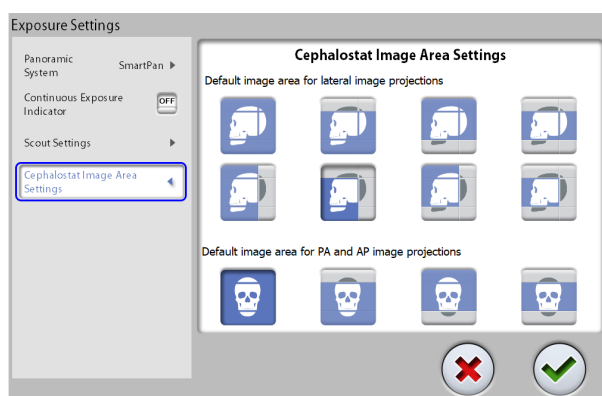 Exposure Settings
Panoramic
System
SmartPan
Continuous Exposure
Indicator
OFF
Scout Settings
Cephalostat Image Area
Settings
Cephalostat Image Area Settings
Default image area for lateral image projections
Default image area for PA and AP image projections